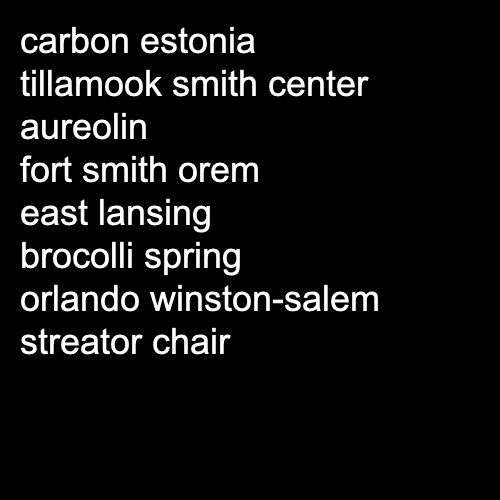 carbon estonia
tillamook smith center
aureolin
fort smith orem
east lansing
brocolli spring
orlando winston-salem
streator chair